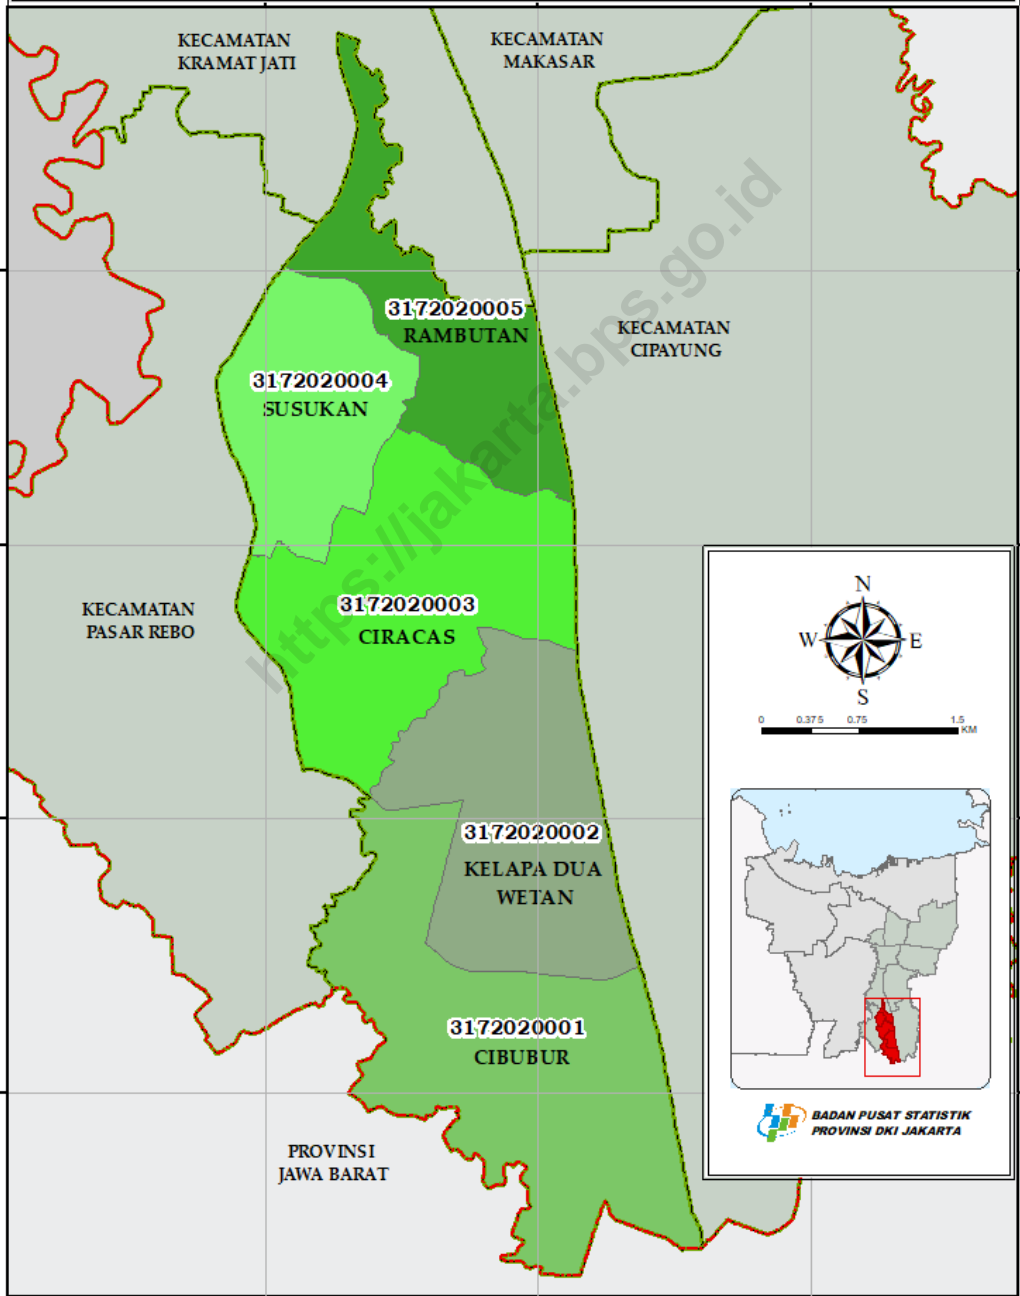 KECAMATAN
KRAMAT JATI
KECAMATAN
MAKASAR
3172020005
RAMBUTAN
KECAMATAN
CIPAYUNG
3172020004
SUSUKAN
https://jakarta.bps.go.id
KECAMATAN
PASAR REBO
3172020003
CIRACAS
3172020002
KELAPA DUA
WETAN
3172020001
CIBUBUR
PROVINSI
JAWA BARAT
N
W E
S
0 0.375 0.75 1.5
KM
BADAN PUSAT STATISTIK
PROVINSI DKI JAKARTA